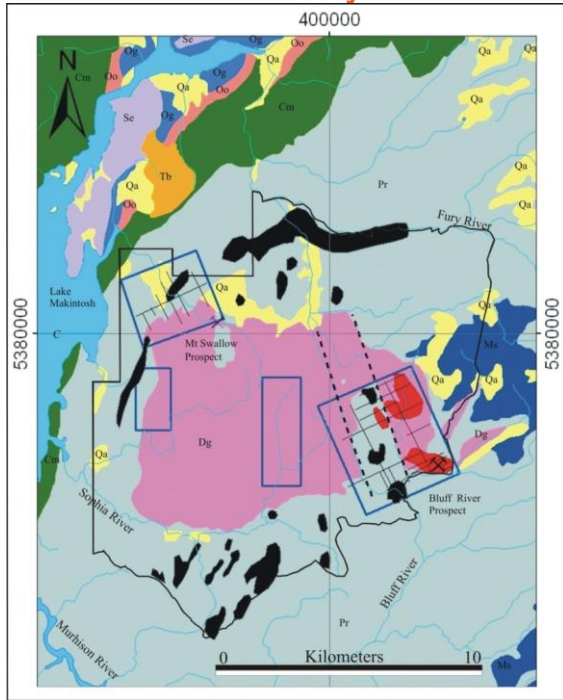 400000
Se
Og
Oo
N
Cm
Oo
Og
Qa
Qa
Qa
Og
Oo
Cm
Se
Og
Qa
Tb
Qa
Pr
Qa
Oo
Fury River
Lake
Makintosh
Qa
5380000
C
5380000
Mt Swallow
Prospect
Qa
Ms
Qa
Qa
Dg
Dg
Cm
Qa
Bluff River
Prospect
Sophia River
Bluff River
Murhison River
Pr
Kilometers
0
10
Ms